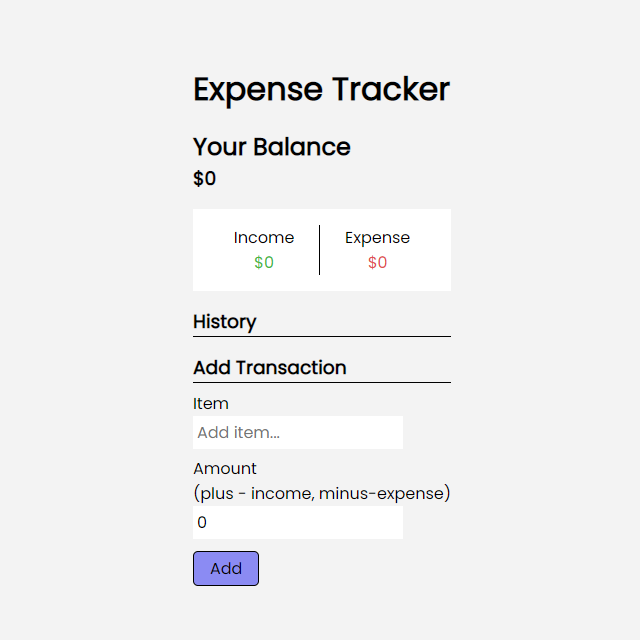 Expense Tracker
Your Balance
$0
Income Expense
$0 $0
History
Add Transaction
Item
Add item...
Amount
(plus - income, minus-expense)
0
Add